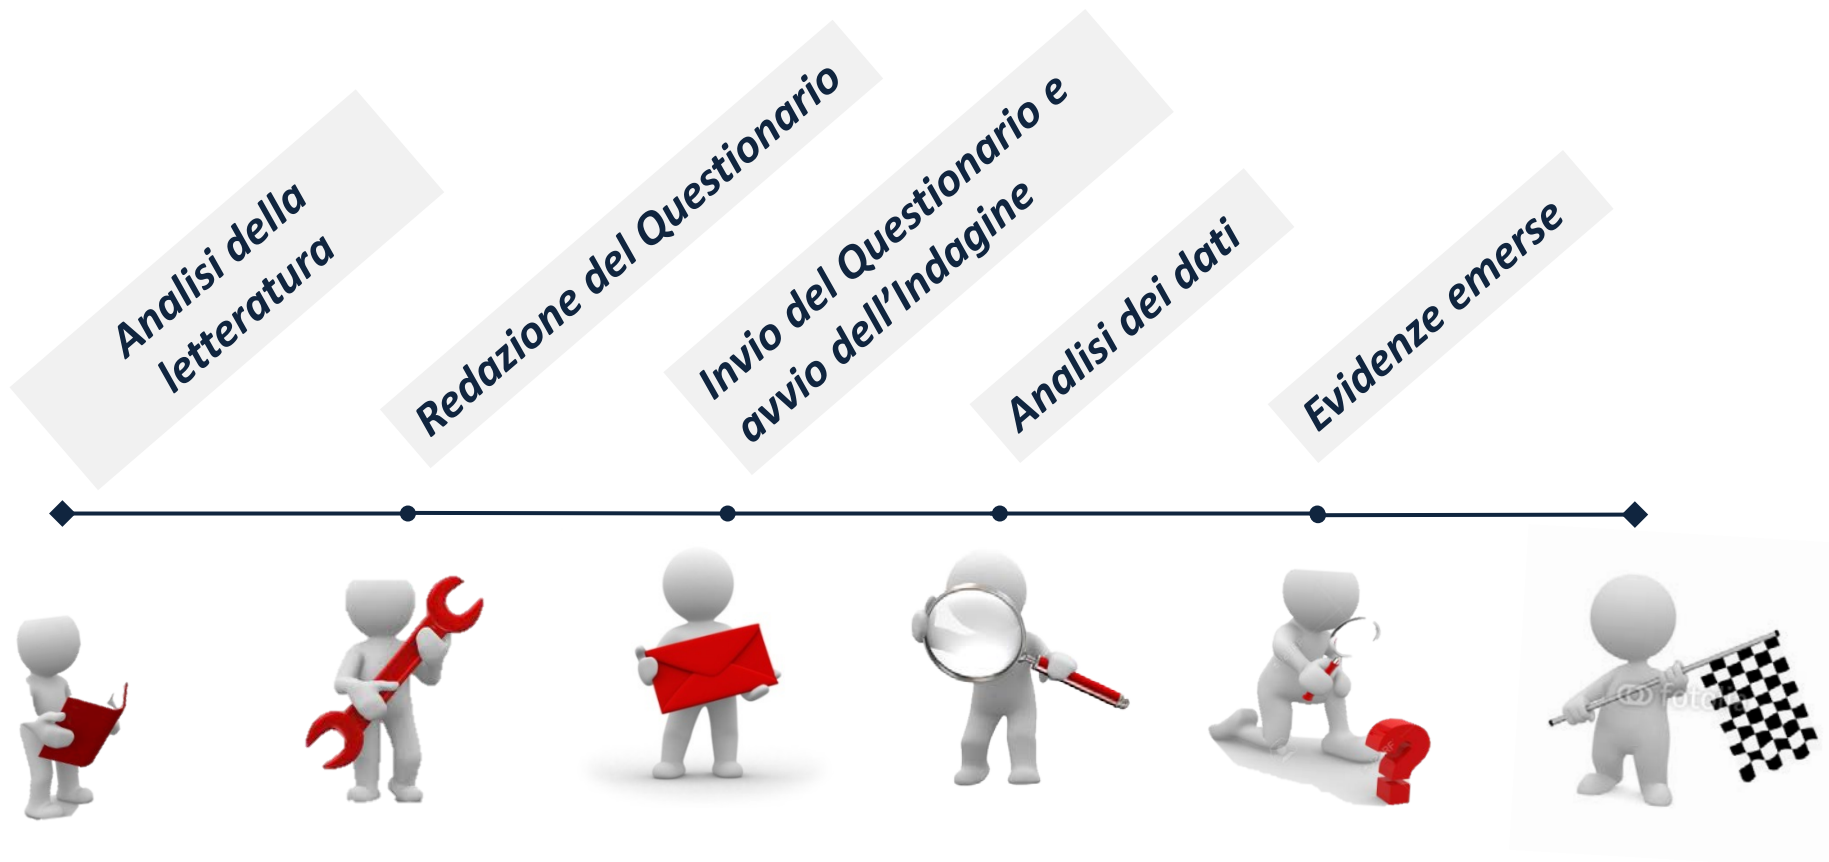 Analisi della
letteratura
Redazione del Questionario
Invio del Questionario e
avvio dell’Indagine
Analisi dei dati
Evidenze emerse